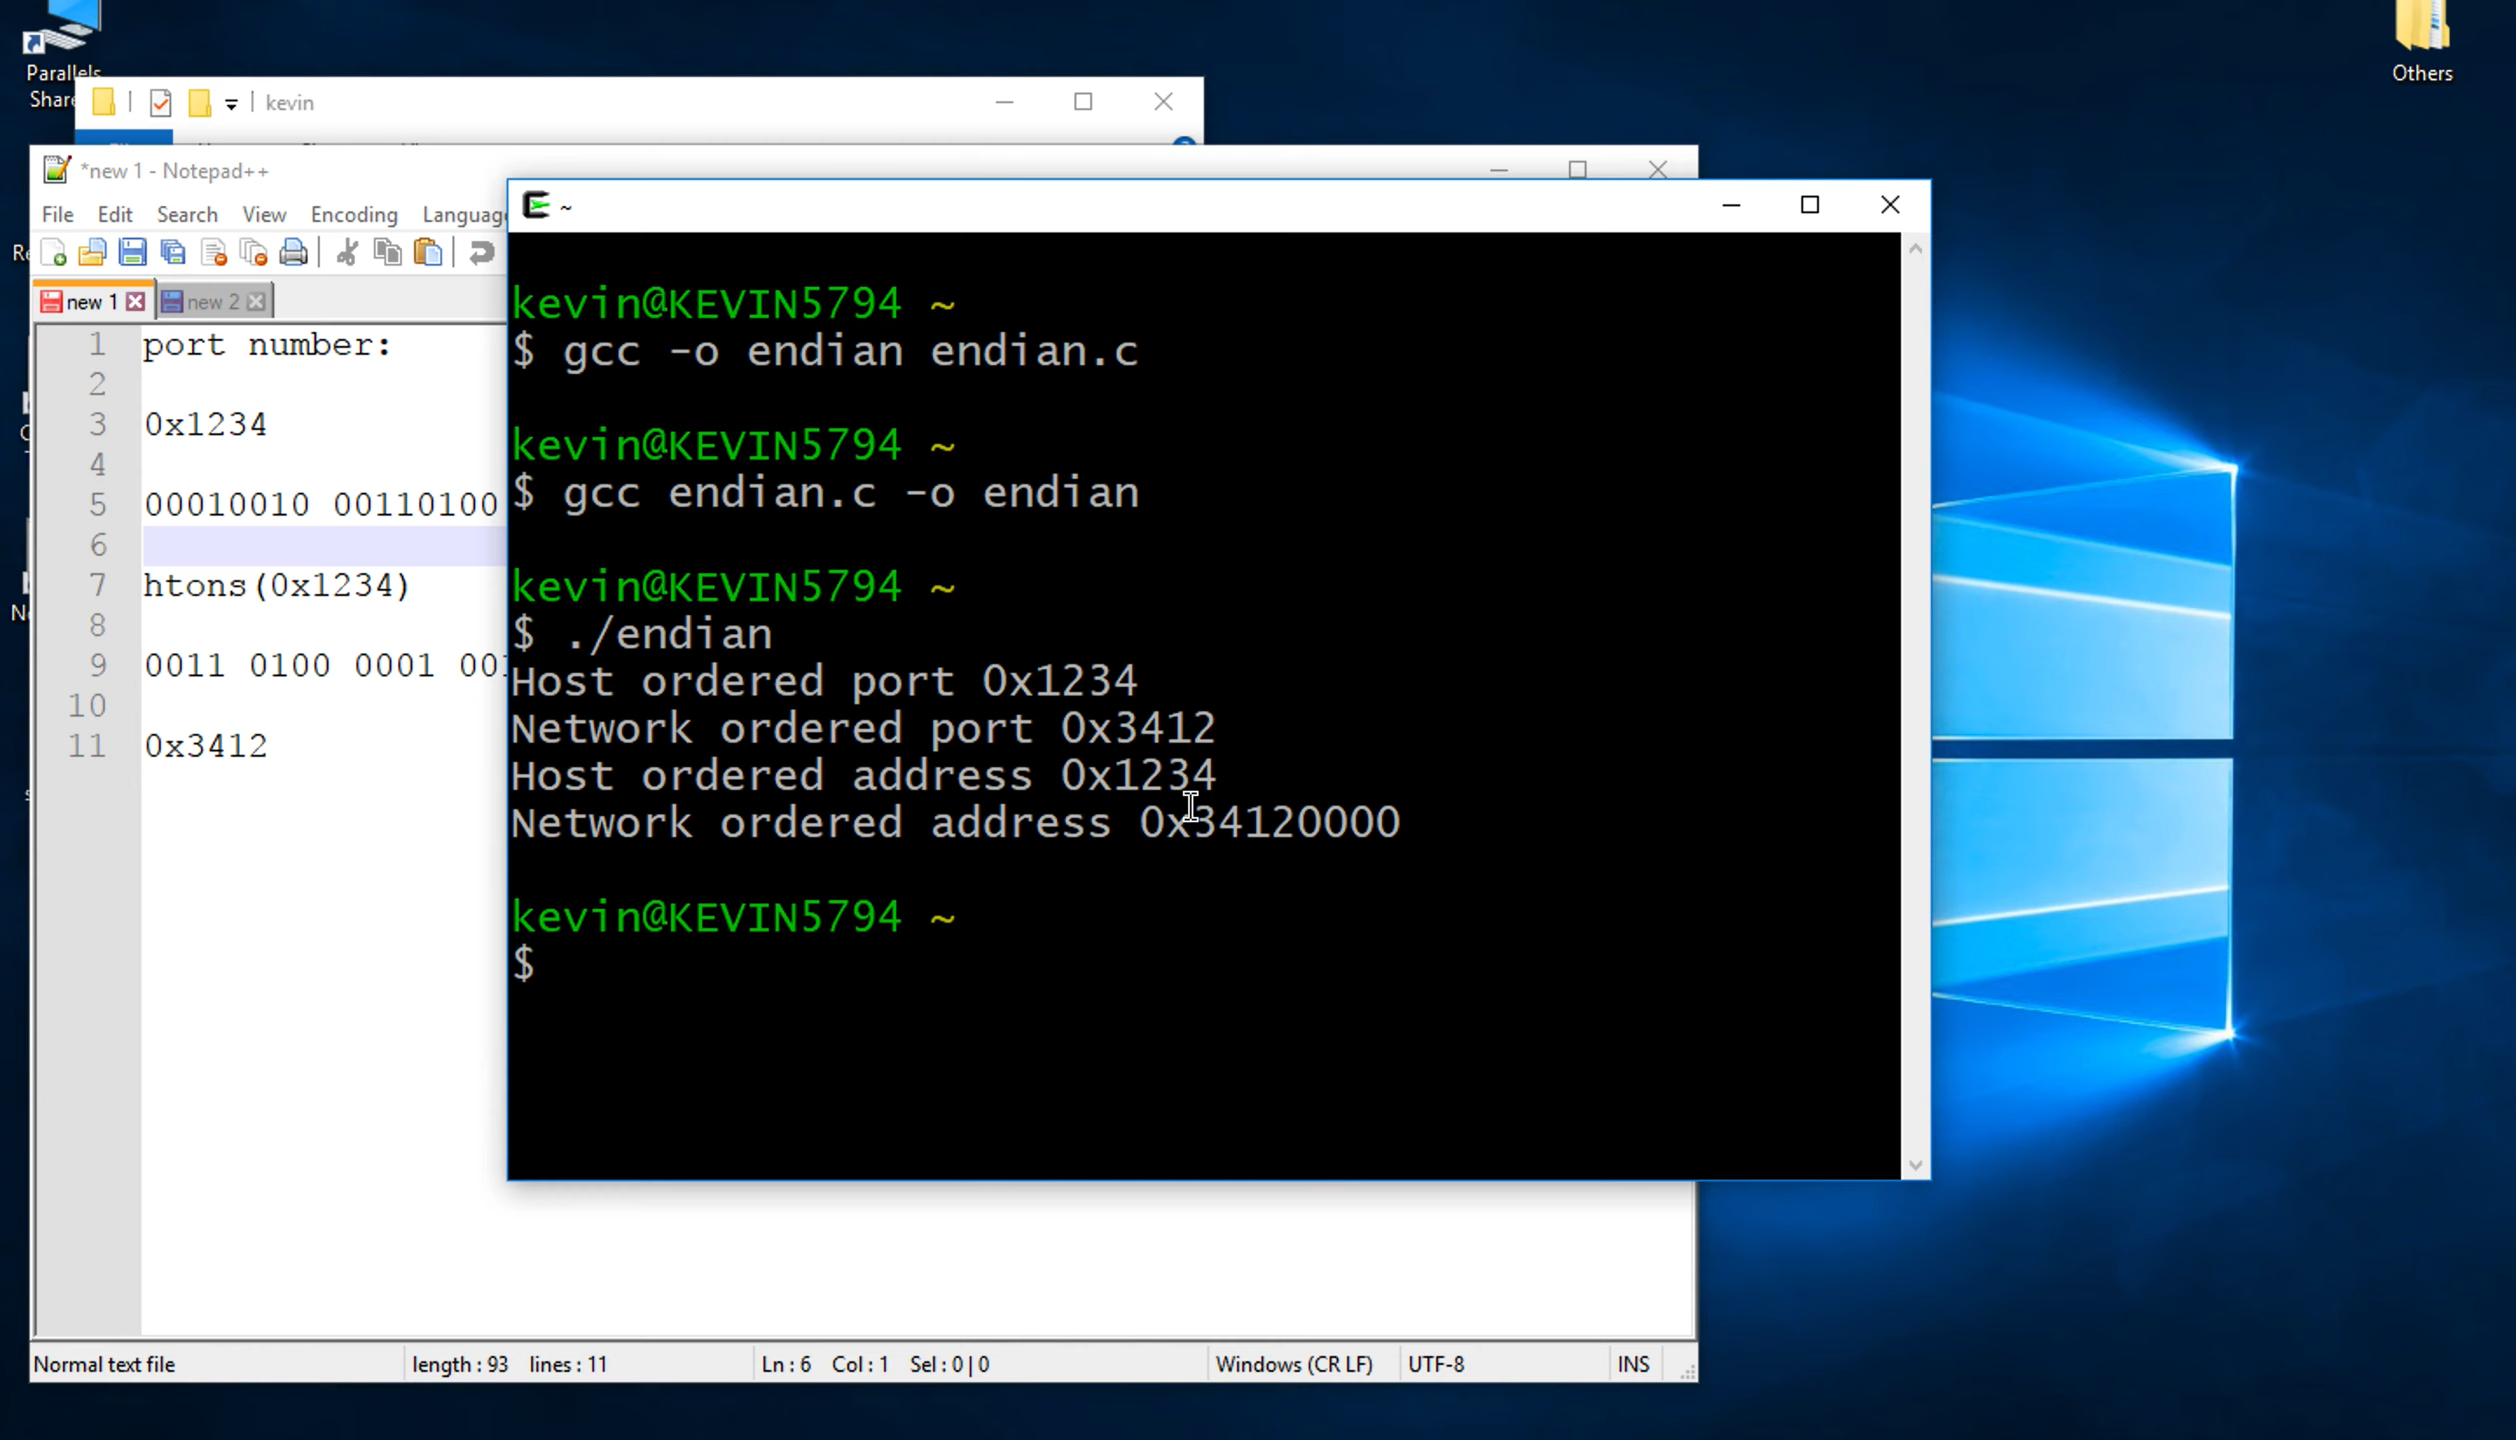 Parallels
Share
Others
kevin
*new 1 - Notepad++
File Edit Search View Encoding Languag
new 1
new 2
1 port number:
2
3 0x1234
4
5 00010010 00110100
6
7 htons(0x1234)
8
9 0011 0100 0001 00
10
11 0x3412
~
kevin@KEVIN5794 ~
$ gcc -o endian endian.c
kevin@KEVIN5794 ~
$ gcc endian.c -o endian
kevin@KEVIN5794 ~
$ ./endian
Host ordered port 0x1234
Network ordered port 0x3412
Host ordered address 0x1234
Network ordered address 0x34120000
kevin@KEVIN5794 ~
$
Normal text file length : 93 lines : 11 Ln : 6 Col : 1 Sel : 0 | 0 Windows (CR LF) UTF-8 INS